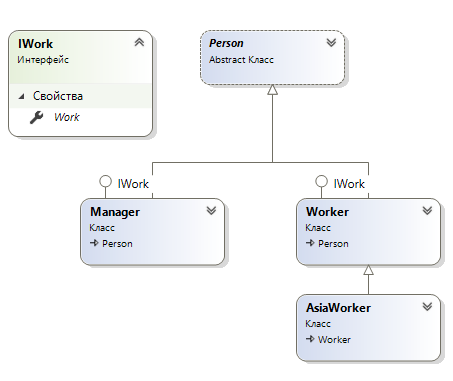 IWork
Интерфейс
Свойства
Work
Person
Abstract Класс
IWork
Manager
Класс
Person
IWork
Worker
Класс
Person
AsiaWorker
Класс
Worker